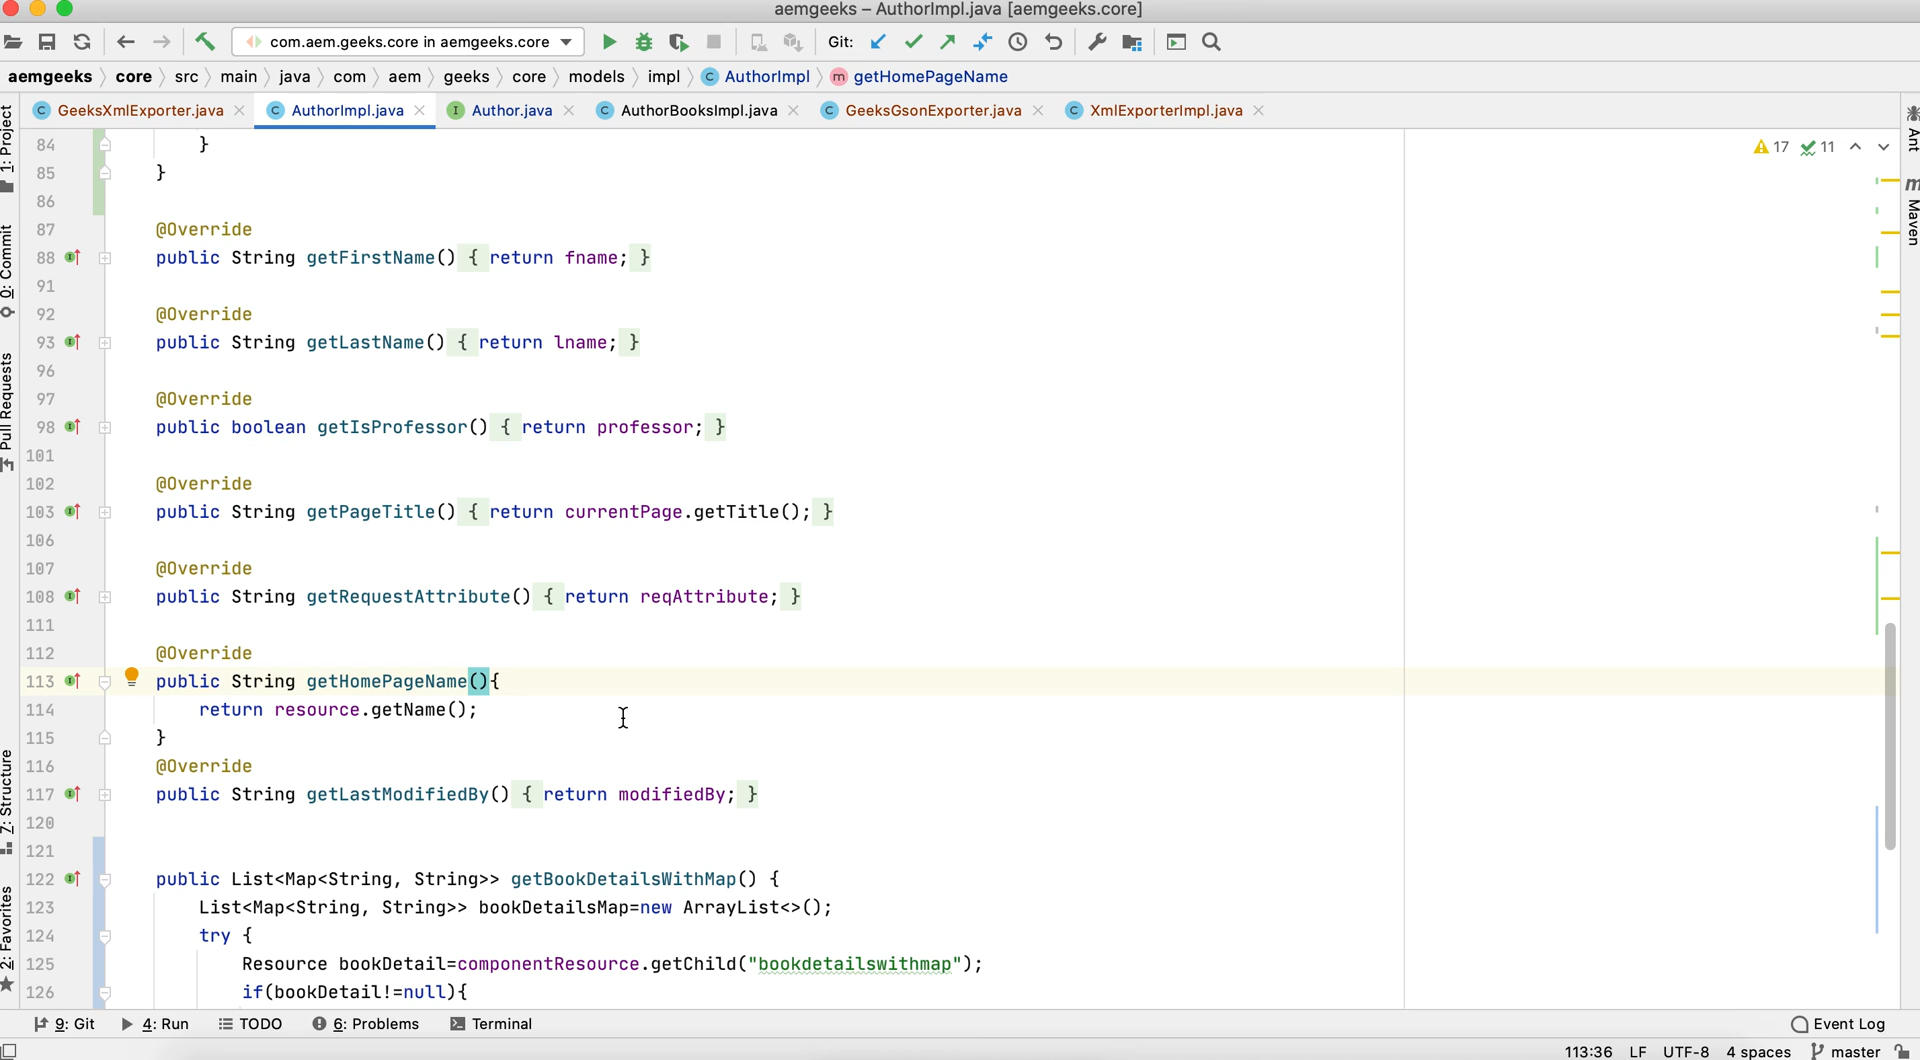 aemgeeks – AuthorImpl.java [aemgeeks.core]
com.aem.geeks.core in aemgeeks.core Git:
aemgeeks core src main java com aem geeks core models impl C AuthorImpl m getHomePageName
C GeeksXmlExporter.java C AuthorImpl.java I Author.java C AuthorBooksImpl.java C GeeksGsonExporter.java C XmlExporterImpl.java
17 11
84 }
85 }
86
87 @Override
88 public String getFirstName() { return fname; }
91
92 @Override
93 public String getLastName() { return lname; }
96
97 @Override
98 public boolean getIsProfessor() { return professor; }
101
102 @Override
103 public String getPageTitle() { return currentPage.getTitle(); }
106
107 @Override
108 public String getRequestAttribute() { return reqAttribute; }
111
112 @Override
113 public String getHomePageName(){
114 return resource.getName();
115 }
116 @Override
117 public String getLastModifiedBy() { return modifiedBy; }
120
121
122 public List<Map<String, String>> getBookDetailsWithMap() {
123 List<Map<String, String>> bookDetailsMap=new ArrayList<>();
124 try {
125 Resource bookDetail=componentResource.getChild("bookdetailswithmap");
126 if(bookDetail!=null){
1: Project
0: Commit
Pull Requests
7: Structure
2: Favorites
Ant
m Maven
9: Git 4: Run TODO 6: Problems Terminal Event Log
113:36 LF UTF-8 4 spaces master